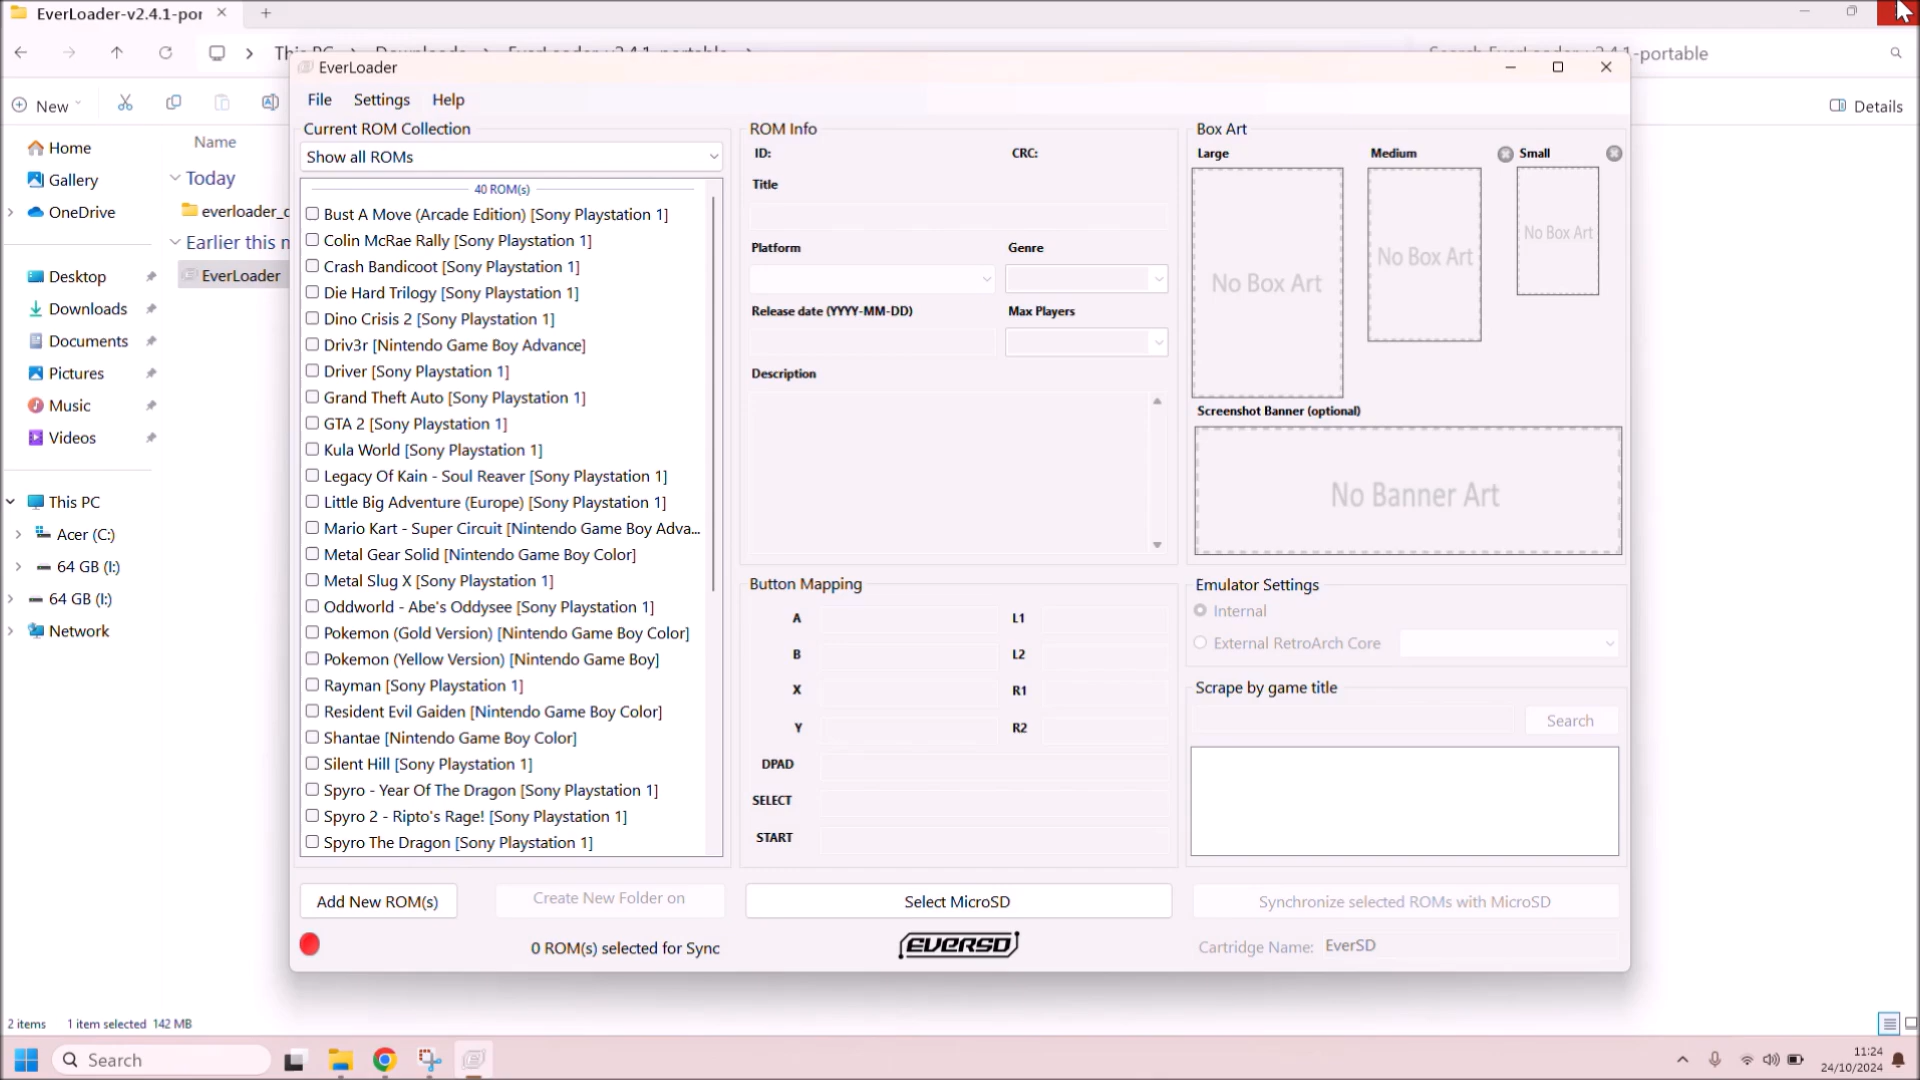 EverLoader-v2.4.1-por
EverLoader
-portable
New
Details
File Settings Help
Current ROM Collection
Show all ROMs
40 ROM(s)
Bust A Move (Arcade Edition) [Sony Playstation 1]
Colin McRae Rally [Sony Playstation 1]
Crash Bandicoot [Sony Playstation 1]
Die Hard Trilogy [Sony Playstation 1]
Dino Crisis 2 [Sony Playstation 1]
Driv3r [Nintendo Game Boy Advance]
Driver [Sony Playstation 1]
Grand Theft Auto [Sony Playstation 1]
GTA 2 [Sony Playstation 1]
Kula World [Sony Playstation 1]
Legacy Of Kain - Soul Reaver [Sony Playstation 1]
Little Big Adventure (Europe) [Sony Playstation 1]
Mario Kart - Super Circuit [Nintendo Game Boy Adva...
Metal Gear Solid [Nintendo Game Boy Color]
Metal Slug X [Sony Playstation 1]
Oddworld - Abe's Oddysee [Sony Playstation 1]
Pokemon (Gold Version) [Nintendo Game Boy Color]
Pokemon (Yellow Version) [Nintendo Game Boy]
Rayman [Sony Playstation 1]
Resident Evil Gaiden [Nintendo Game Boy Color]
Shantae [Nintendo Game Boy Color]
Silent Hill [Sony Playstation 1]
Spyro - Year Of The Dragon [Sony Playstation 1]
Spyro 2 - Ripto's Rage! [Sony Playstation 1]
Spyro The Dragon [Sony Playstation 1]
Add New ROM(s)
Create New Folder on
0 ROM(s) selected for Sync
ROM Info
ID: CRC:
Title
Platform Genre
Release date (YYYY-MM-DD) Max Players
Description
Button Mapping
A L1
B L2
X R1
Y R2
DPAD
SELECT
START
Select MicroSD
EVERSD
Box Art
Large Medium Small
No Box Art
No Box Art
No Box Art
Screenshot Banner (optional)
No Banner Art
Emulator Settings
Internal
External RetroArch Core
Scrape by game title
Search
Synchronize selected ROMs with MicroSD
Cartridge Name: EverSD
Home
Gallery
OneDrive
Desktop
Downloads
Documents
Pictures
Music
Videos
This PC
Acer (C:)
64 GB (I:)
64 GB (I:)
Network
Name
Today
everloader_
Earlier this
EverLoader
2 items 1 item selected 142 MB
Search
11:24
24/10/2024